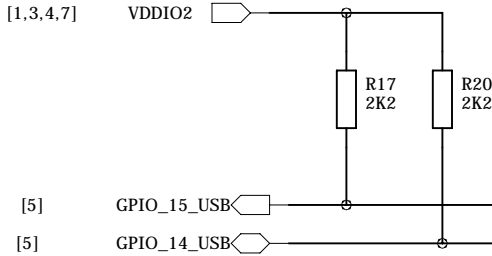 [1,3,4,7] VDDIO2
R17 R20
2K2 2K2
[5] GPIO_15_USB
[5] GPIO_14_USB